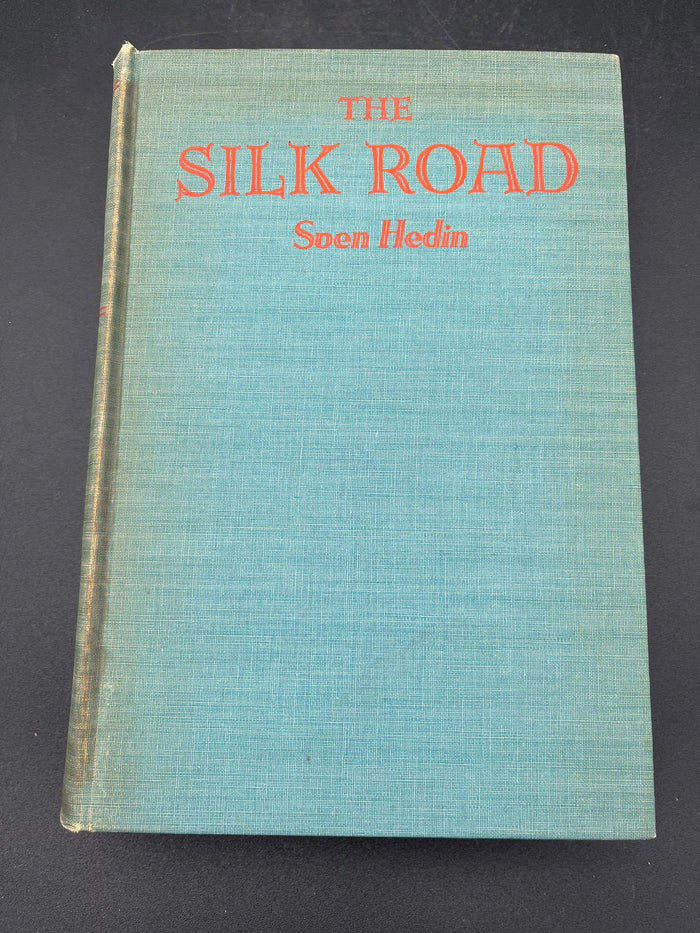 THE
SILK ROAD
Sven Hedin